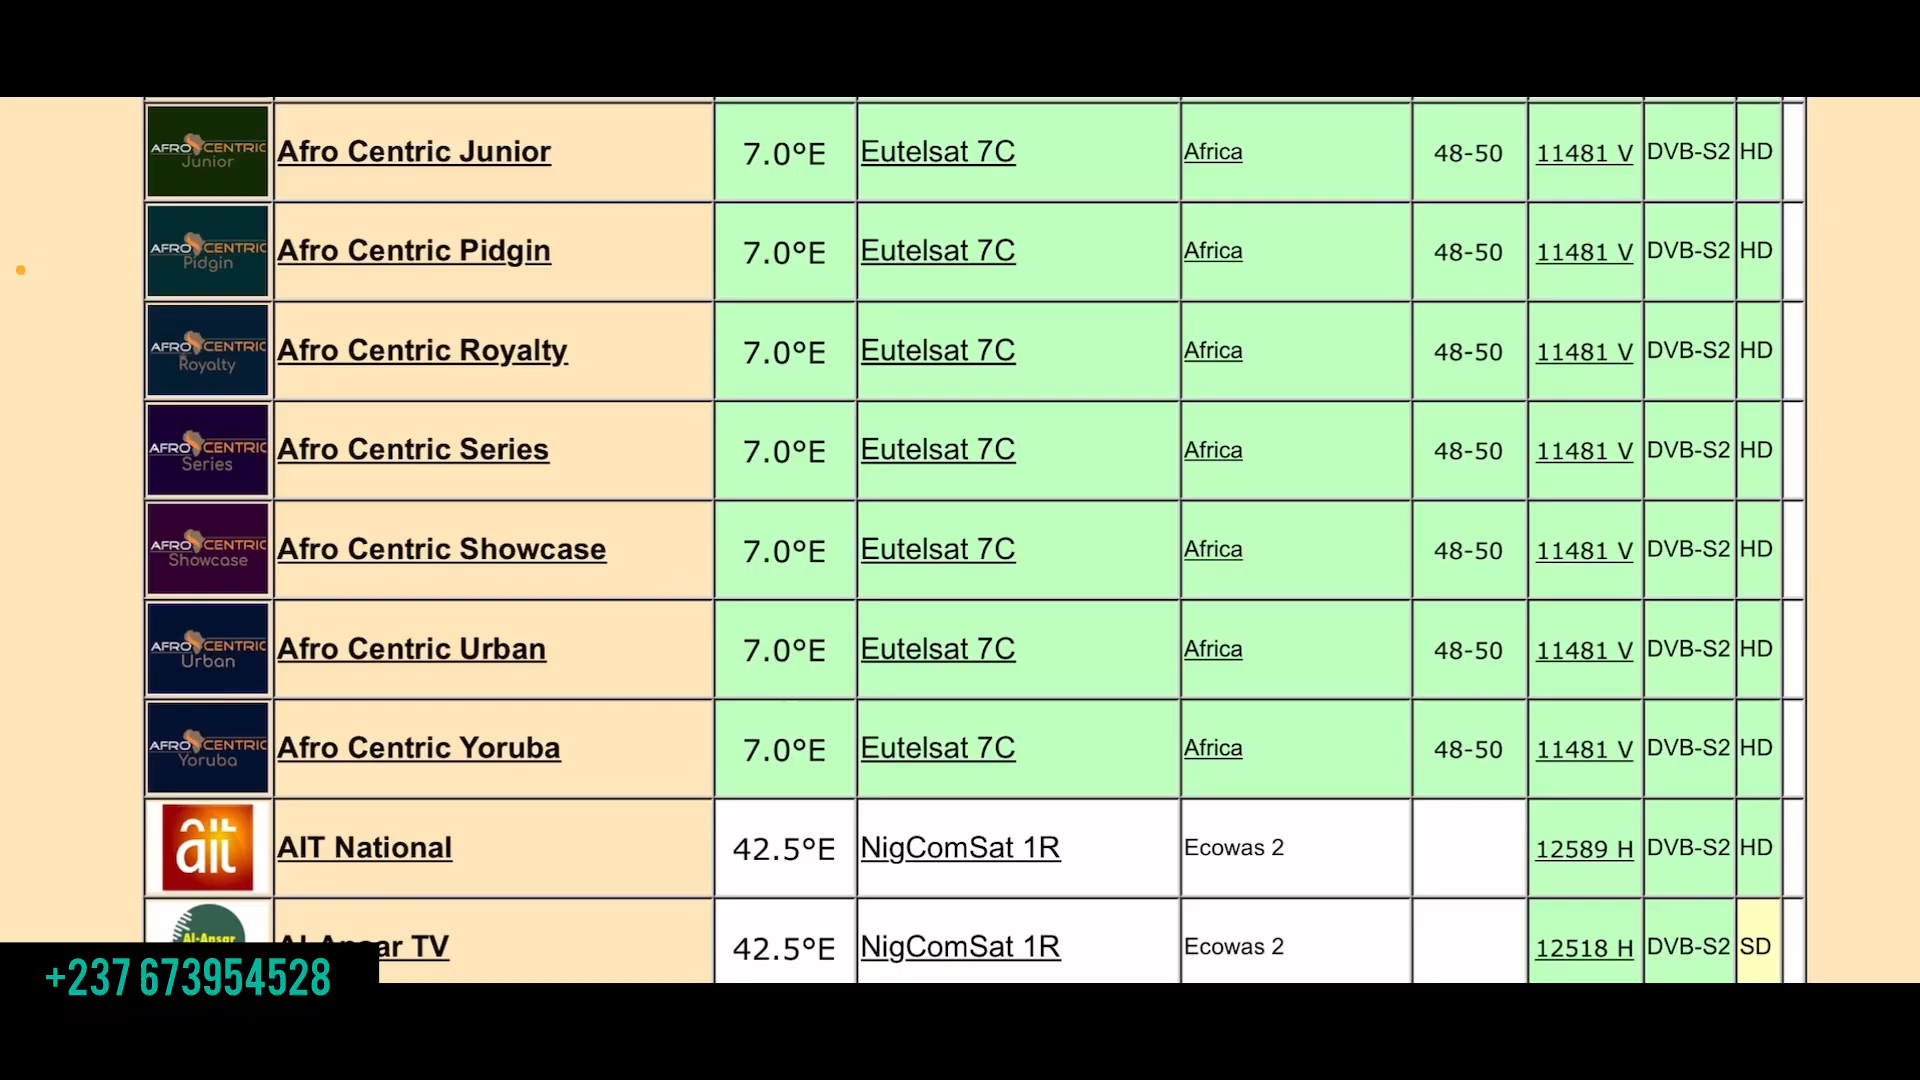 AFRO CENTRIC Junior Afro Centric Junior 7.0°E Eutelsat 7C Africa 48-50 11481 V DVB-S2 HD
AFRO CENTRIC Pidgin Afro Centric Pidgin 7.0°E Eutelsat 7C Africa 48-50 11481 V DVB-S2 HD
AFRO CENTRIC Royalty Afro Centric Royalty 7.0°E Eutelsat 7C Africa 48-50 11481 V DVB-S2 HD
AFRO CENTRIC Series Afro Centric Series 7.0°E Eutelsat 7C Africa 48-50 11481 V DVB-S2 HD
AFRO CENTRIC Showcase Afro Centric Showcase 7.0°E Eutelsat 7C Africa 48-50 11481 V DVB-S2 HD
AFRO CENTRIC Urban Afro Centric Urban 7.0°E Eutelsat 7C Africa 48-50 11481 V DVB-S2 HD
AFRO CENTRIC Yoruba Afro Centric Yoruba 7.0°E Eutelsat 7C Africa 48-50 11481 V DVB-S2 HD
ait AIT National 42.5°E NigComSat 1R Ecowas 2 12589 H DVB-S2 HD
Al-Ansar Al-Ansar TV 42.5°E NigComSat 1R Ecowas 2 12518 H DVB-S2 SD
+237 673954528